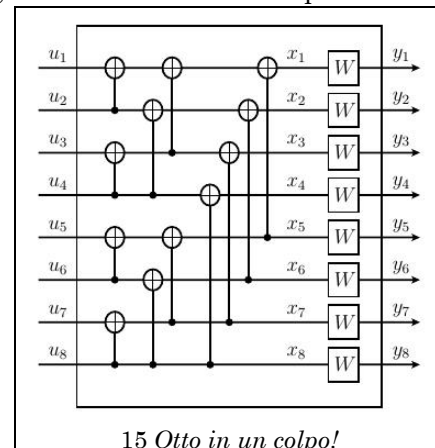 u1 x1 W y1
u2 x2 W y2
u3 x3 W y3
u4 x4 W y4
u5 x5 W y5
u6 x6 W y6
u7 x7 W y7
u8 x8 W y8
15 Otto in un colpo!